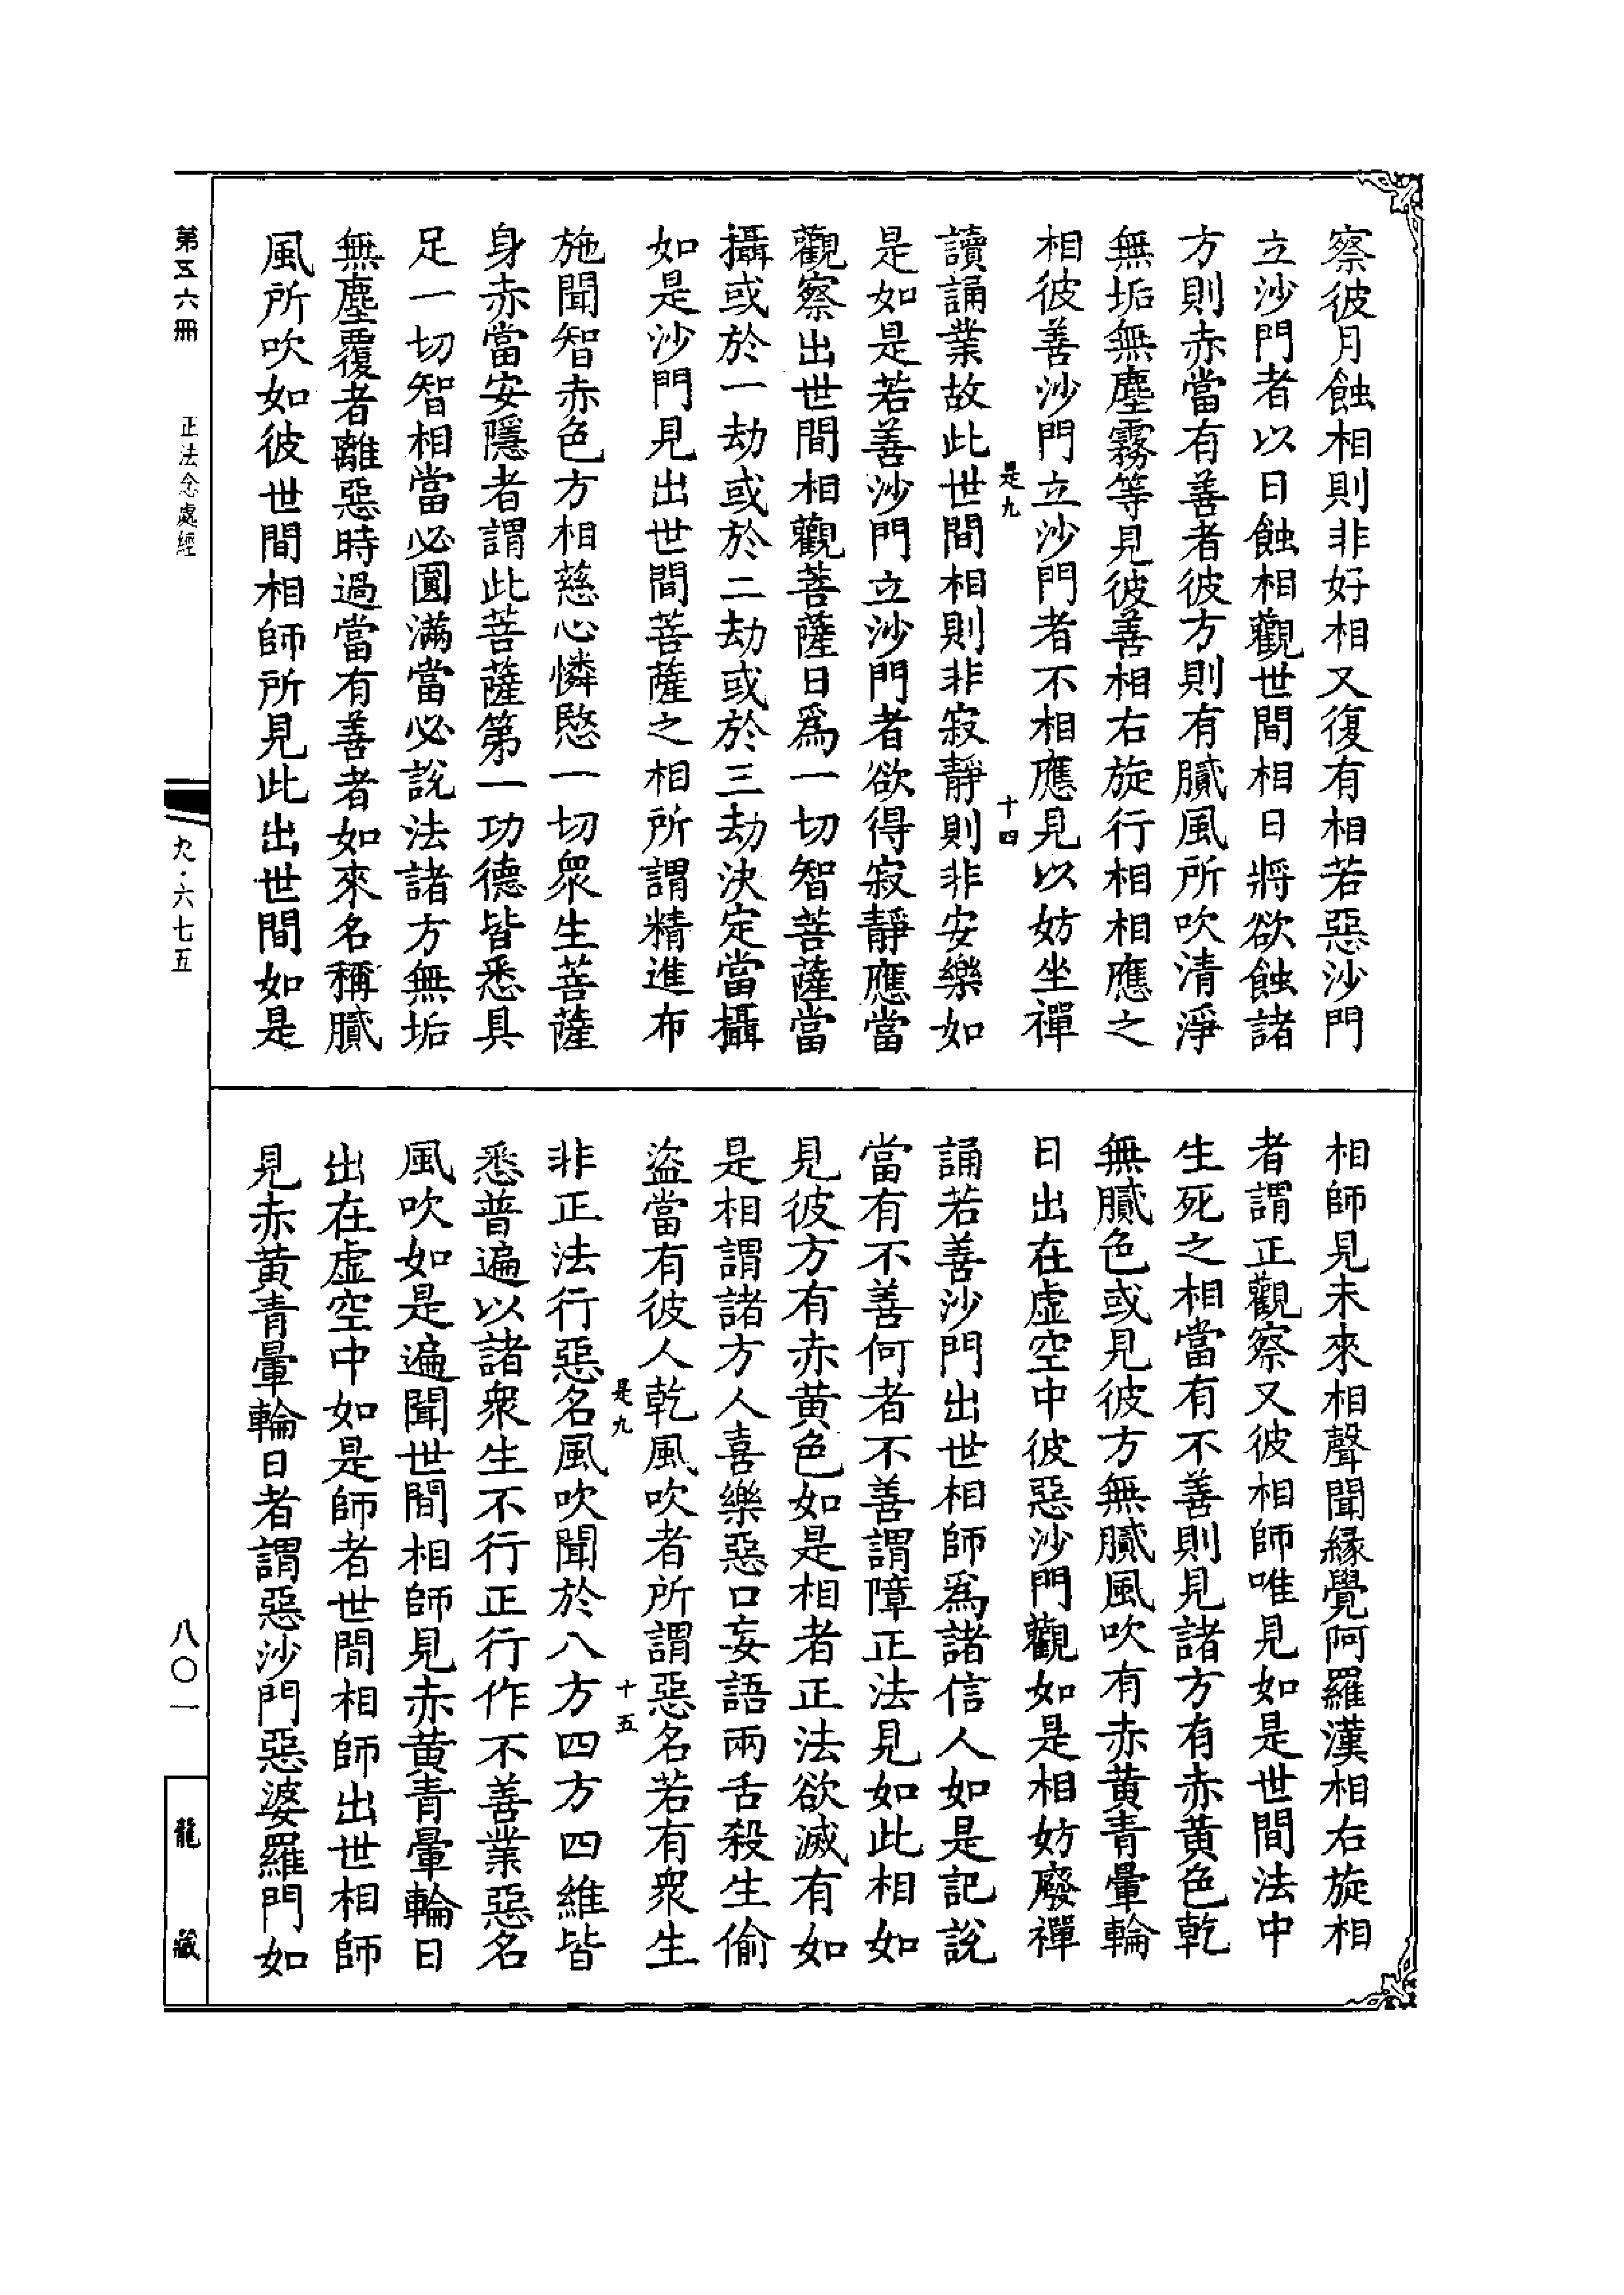 察彼月蝕相則非好相又復有相若惡沙門
立沙門者以日蝕相觀世間相日將欲蝕諸
方則赤當有善者彼方則有膩風所吹清淨
無垢無塵霧等見彼善相右旋行相相應之
相彼善沙門立沙門者不相應見以妨坐禪
是九 十四
讀誦業故此世間相則非寂靜則非安樂如
是如是若善沙門立沙門者欲得寂靜應當
觀察出世間相觀菩薩日為一切智菩薩當
攝或於一劫或於二劫或於三劫決定當攝
如是沙門見出世間菩薩之相所謂精進布
施聞智赤色方相慈心憐愍一切眾生菩薩
身赤當安隱者謂此菩薩第一功德皆悉具
足一切智相當必圓滿當必說法諸方無垢
無塵覆者離惡時過當有善者如來名稱膩
風所吹如彼世間相師所見此出世間如是
相師見未來相聲聞緣覺阿羅漢相右旋相
者謂正觀察又彼相師唯見如是世間法中
生死之相當有不善則見諸方有赤黃色乾
無膩色或見彼方無膩風吹有赤黃青暈輪
日出在虛空中彼惡沙門觀如是相妨廢禪
誦若善沙門出世相師為諸信人如是記說
當有不善何者不善謂障正法見如此相如
見彼方有赤黃色如是相者正法欲滅有如
是相謂諸方人喜樂惡口妄語兩舌殺生偷
盜當有彼人乾風吹者所謂惡名若有眾生
是九 十五
非正法行惡名風吹聞於八方四方四維皆
悉普遍以諸眾生不行正行作不善業惡名
風吹如是遍聞世間相師見赤黃青暈輪日
出在虛空中如是師者世間相師出世相師
見赤黃青暈輪日者謂惡沙門惡婆羅門如
第五六冊 正法念處經 九·六七五 八〇一 龍藏